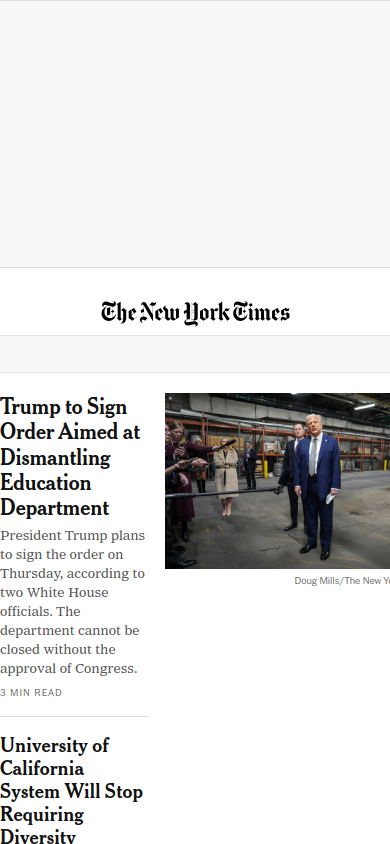 The New York Times
Trump to Sign
Order Aimed at
Dismantling
Education
Department
President Trump plans
to sign the order on
Thursday, according to
two White House
officials. The
department cannot be
closed without the
approval of Congress.
3 MIN READ
Doug Mills/The New Yo
University of
California
System Will Stop
Requiring
Diversity